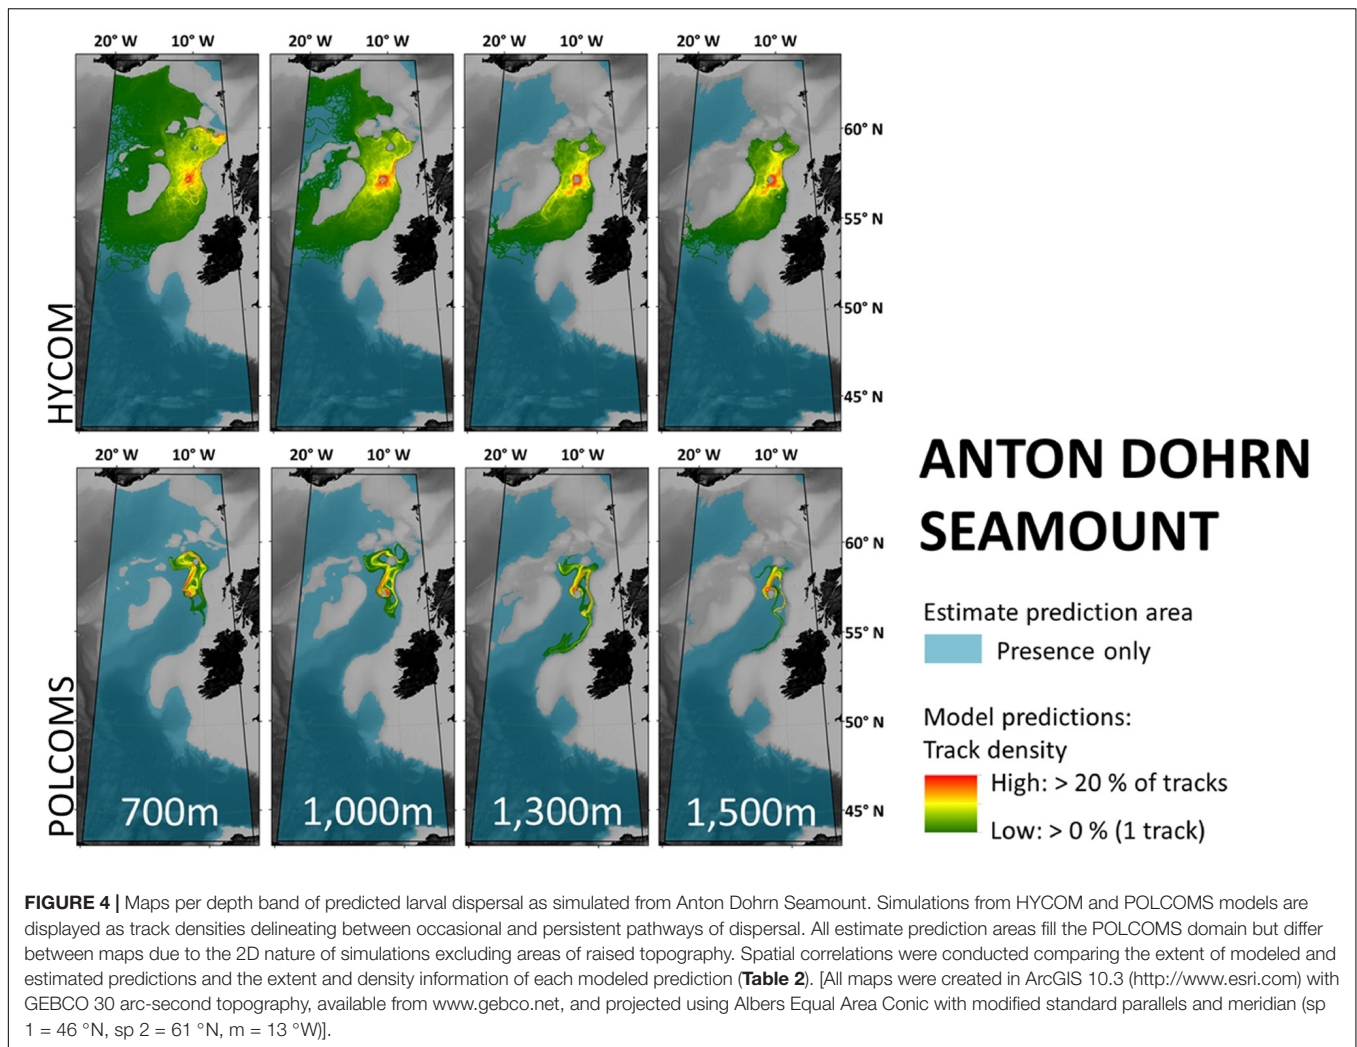 20° W 10° W 20° W 10° W 20° W 10° W 20° W 10° W
60° N
55° N
50° N
45° N
HYCOM
20° W 10° W 20° W 10° W 20° W 10° W 20° W 10° W
60° N
55° N
50° N
45° N
POLCOMS
700m 1,000m 1,300m 1,500m
ANTON DOHRN
SEAMOUNT
Estimate prediction area
Presence only
Model predictions:
Track density
High: > 20 % of tracks
Low: > 0 % (1 track)
FIGURE 4 | Maps per depth band of predicted larval dispersal as simulated from Anton Dohrn Seamount. Simulations from HYCOM and POLCOMS models are
displayed as track densities delineating between occasional and persistent pathways of dispersal. All estimate prediction areas fill the POLCOMS domain but differ
between maps due to the 2D nature of simulations excluding areas of raised topography. Spatial correlations were conducted comparing the extent of modeled and
estimated predictions and the extent and density information of each modeled prediction (Table 2). [All maps were created in ArcGIS 10.3 (http://www.esri.com) with
GEBCO 30 arc-second topography, available from www.gebco.net, and projected using Albers Equal Area Conic with modified standard parallels and meridian (sp
1 = 46 °N, sp 2 = 61 °N, m = 13 °W)].